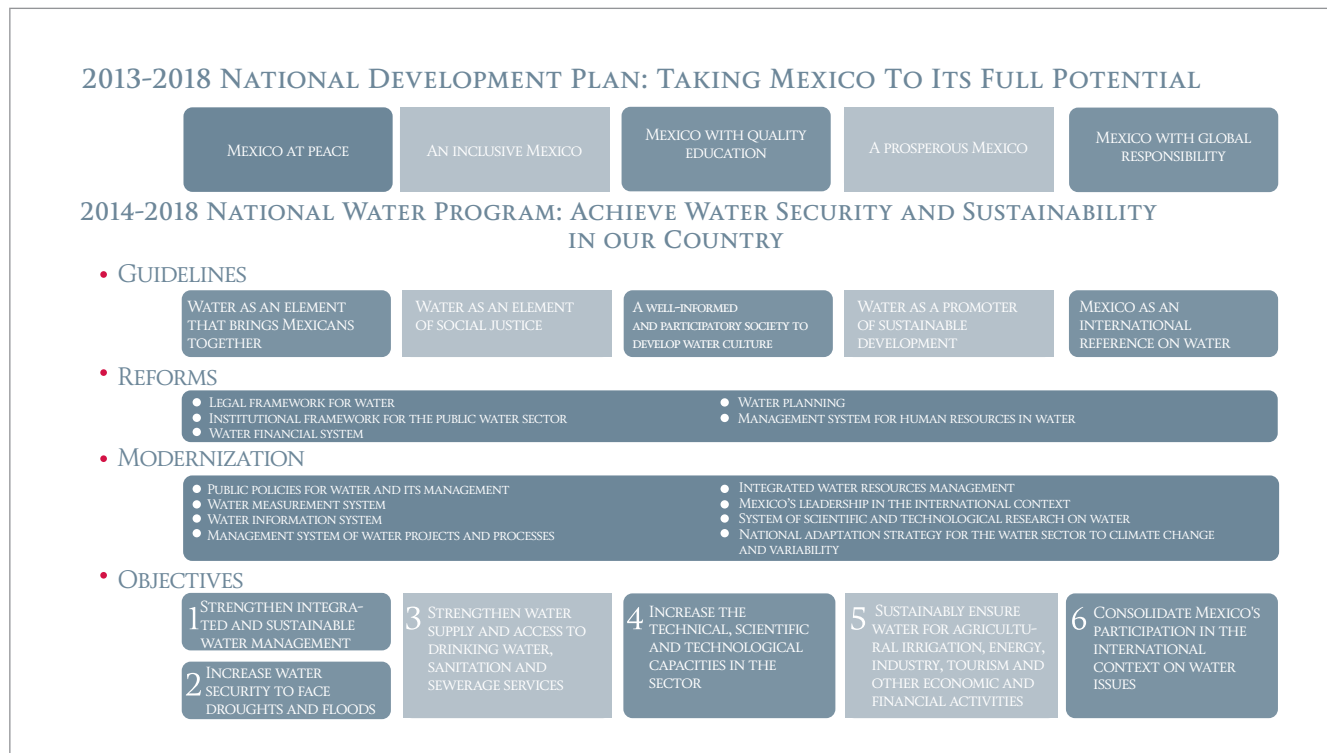 2013-2018 National Development Plan: Taking Mexico To Its Full Potential
Mexico at peace
An inclusive Mexico
Mexico with quality
education
A prosperous Mexico
Mexico with global
responsibility
2014-2018 National Water Program: Achieve Water Security and Sustainability
in our Country
• Guidelines
Water as an element
that brings Mexicans
together
Water as an element
of social justice
A well-informed
and participatory society to
develop water culture
Water as a promoter
of sustainable
development
Mexico as an
international
reference on water
• Reforms
● Legal framework for water
● Institutional framework for the public water sector
● Water financial system
● Water planning
● Management system for human resources in water
• Modernization
● Public policies for water and its management
● Water measurement system
● Water information system
● Management system of water projects and processes
● Integrated water resources management
● Mexico's leadership in the international context
● System of scientific and technological research on water
● National adaptation strategy for the water sector to climate change
and variability
• Objectives
1 Strengthen integra-
ted and sustainable
water management
2 Increase water
security to face
droughts and floods
3 Strengthen water
supply and access to
drinking water,
sanitation and
sewerage services
4 Increase the
technical, scientific
and technological
capacities in the
sector
5 Sustainably ensure
water for agricultu-
ral irrigation, energy,
industry, tourism and
other economic and
financial activities
6 Consolidate Mexico's
participation in the
international
context on water
issues